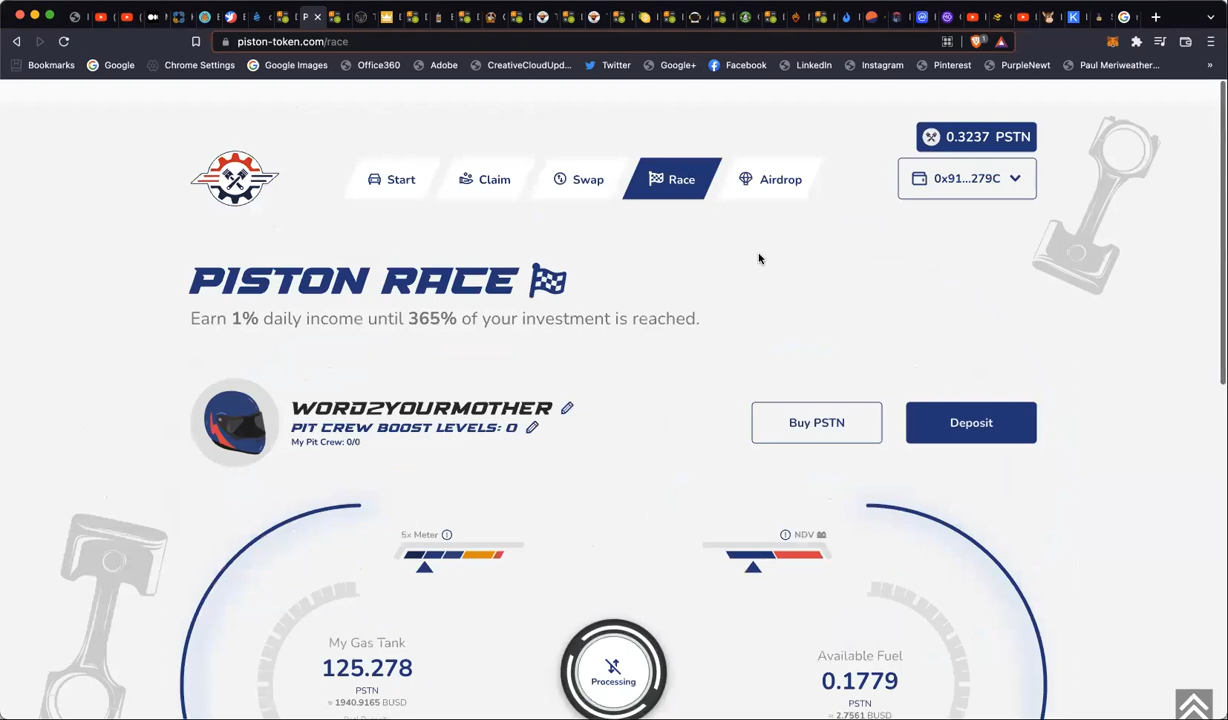 P
piston-token.com/race
1
Bookmarks
Google
Chrome Settings
Google Images
Office360
Adobe
CreativeCloudUpd...
Twitter
Google+
Facebook
LinkedIn
Instagram
Pinterest
PurpleNewt
Paul Meriweather...
»
0.3237 PSTN
Start
Claim
Swap
Race
Airdrop
0x91...279C
PISTON RACE
Earn 1% daily income until 365% of your investment is reached.
WORD2YOURMOTHER
PIT CREW BOOST LEVELS: 0
My Pit Crew: 0/0
Buy PSTN
Deposit
5x Meter
NDV
My Gas Tank
125.278
PSTN
≈ 1940.9165 BUSD
Processing
Available Fuel
0.1779
PSTN
≈ 2.7561 BUSD